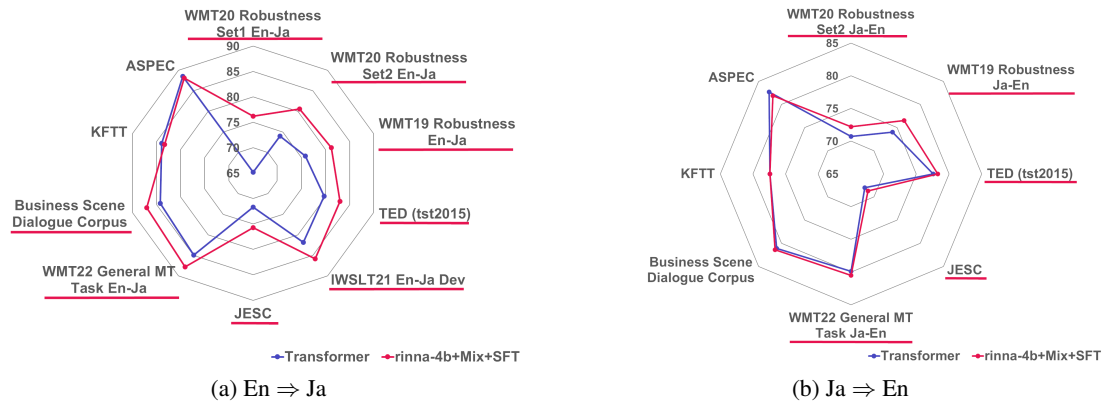 WMT20 Robustness
Set1 En-Ja
90
85
80
75
70
65
WMT20 Robustness
Set2 En-Ja
WMT19 Robustness
En-Ja
TED (tst2015)
IWSLT21 En-Ja Dev
JESC
WMT22 General MT
Task En-Ja
Business Scene
Dialogue Corpus
KFTT
ASPEC
Transformer
rinna-4b+Mix+SFT
(a) En ⇒ Ja
WMT20 Robustness
Set2 Ja-En
85
80
75
70
65
WMT19 Robustness
Ja-En
TED (tst2015)
JESC
WMT22 General MT
Task Ja-En
Business Scene
Dialogue Corpus
KFTT
ASPEC
Transformer
rinna-4b+Mix+SFT
(b) Ja ⇒ En